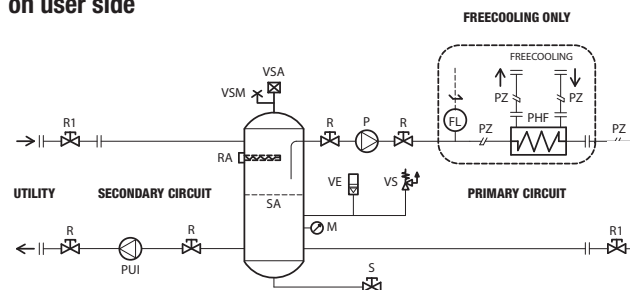 on user side
FREECOOLING ONLY
FREECOOLING
VSA
VSM
PZ PZ
R1 R P R FL PZ PHF PZ
RA
VE VS
UTILITY SECONDARY CIRCUIT SA PRIMARY CIRCUIT
M
R R R1
PUI
S